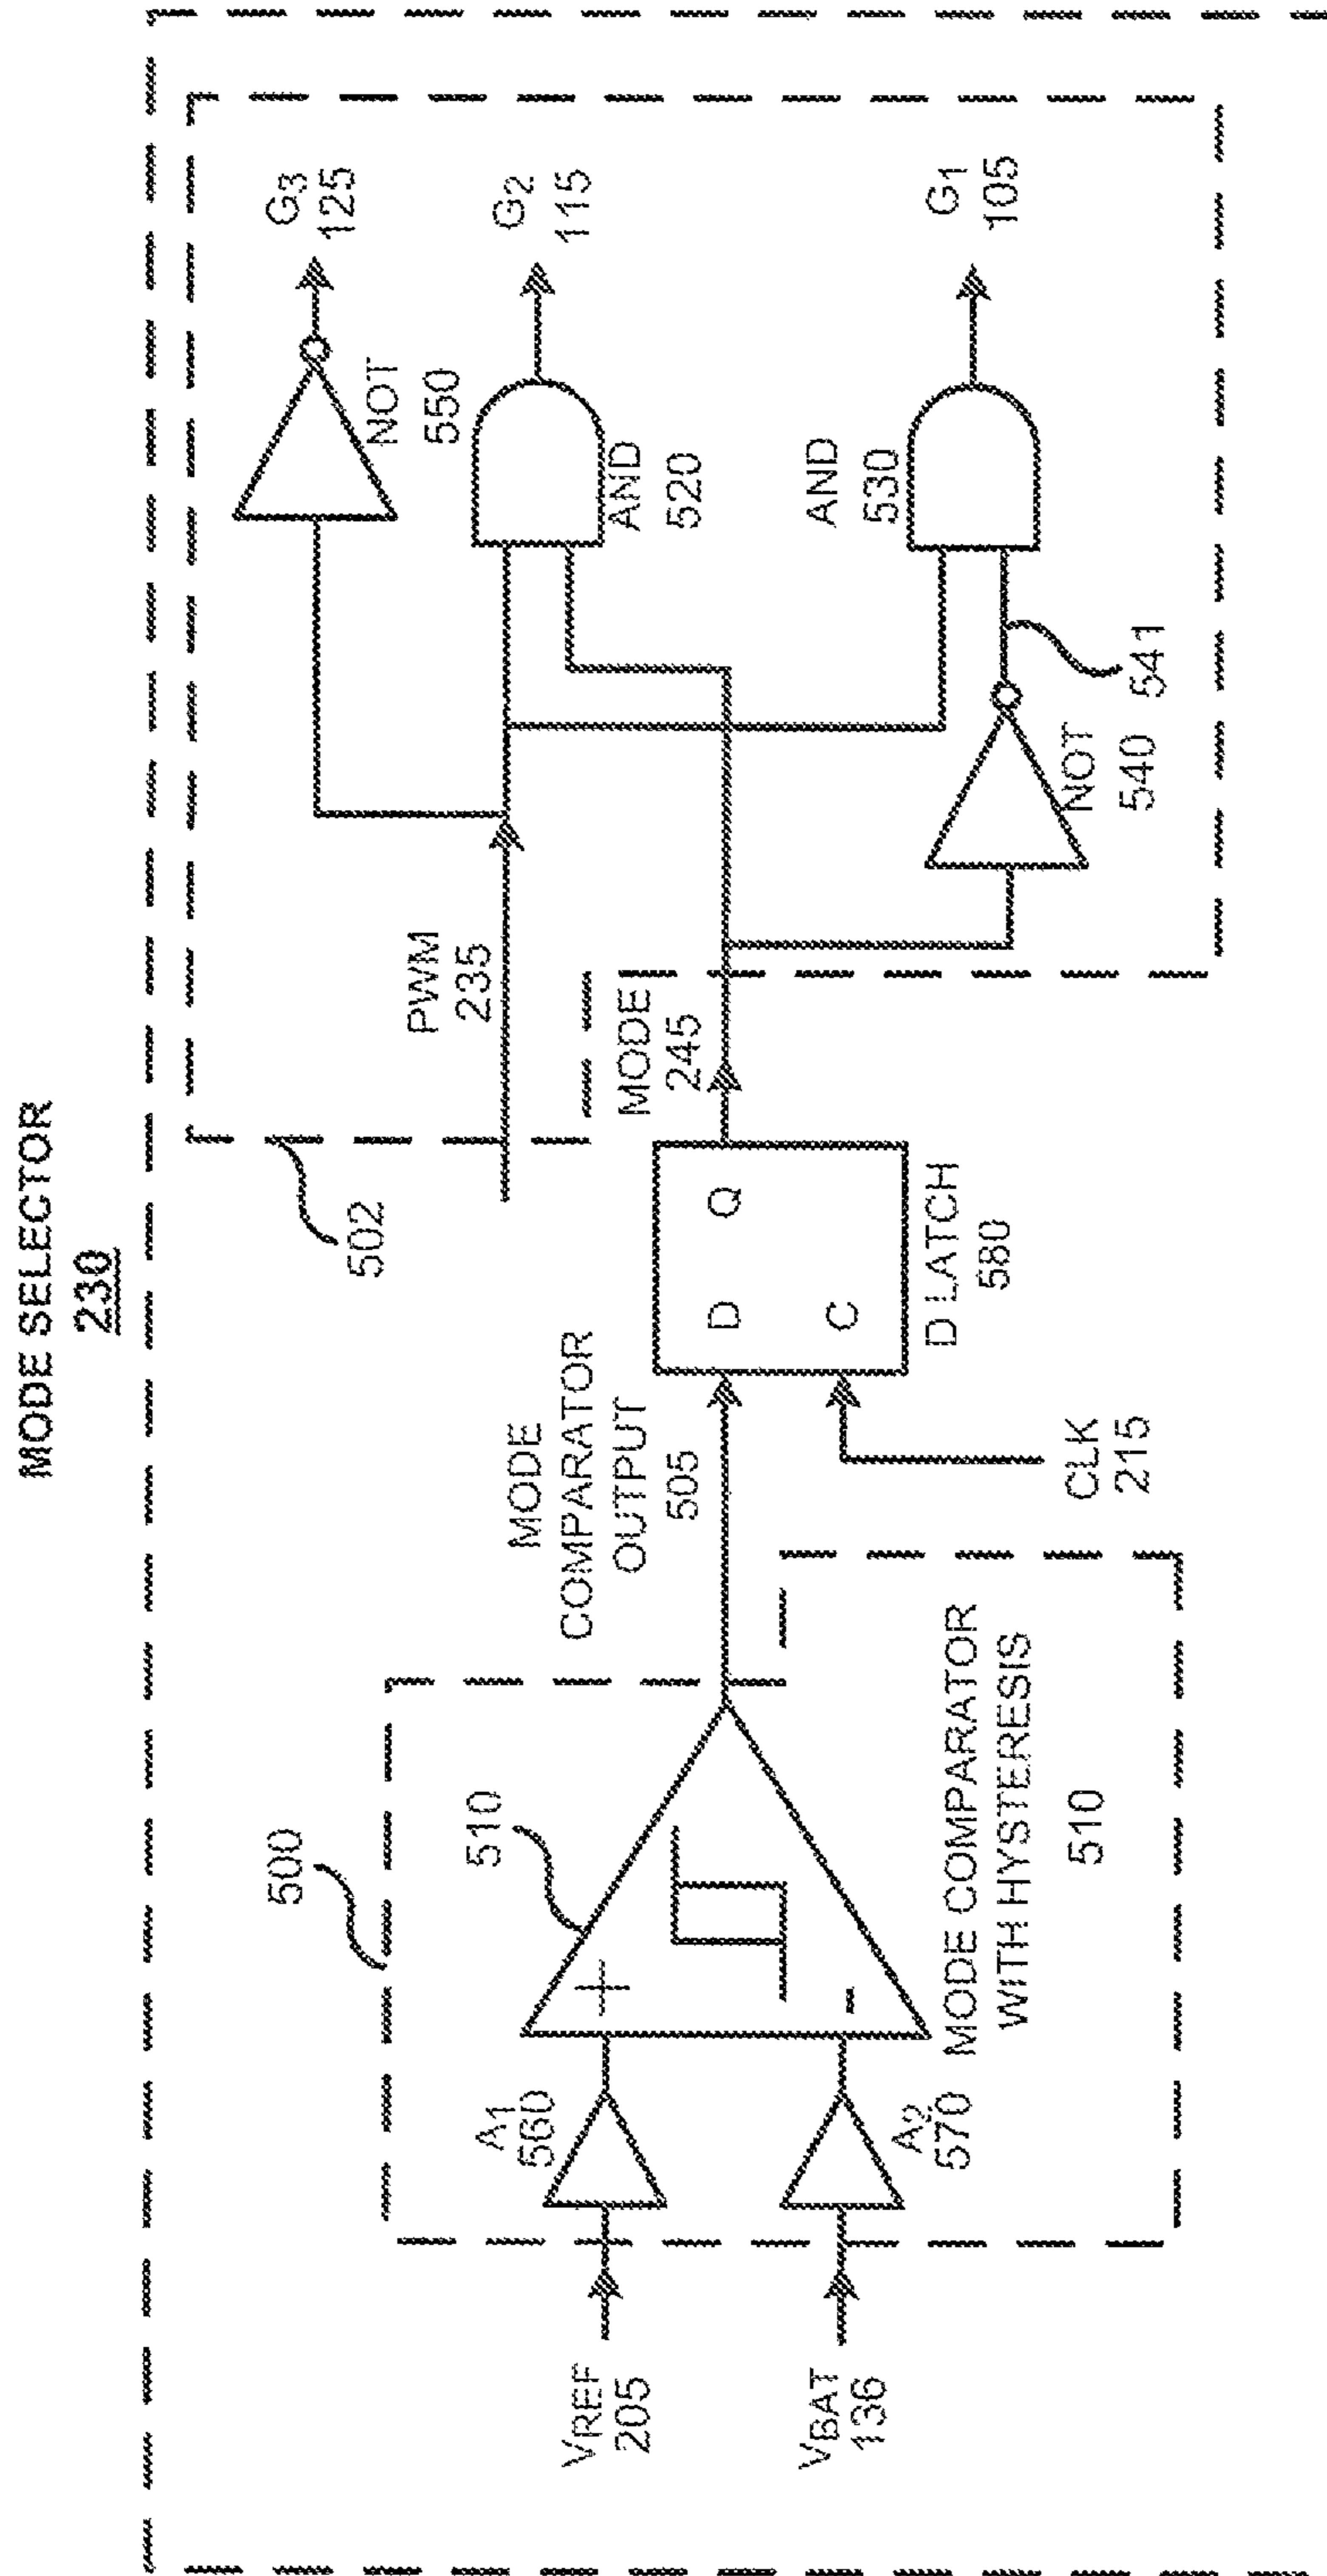 MODE SELECTOR
230
500
510
VREF
205
A1
560
VBAT
136
A2
570
+
-
MODE COMPARATOR
WITH HYSTERESIS
510
MODE
COMPARATOR
OUTPUT
505
CLK
215
D
Q
C
D LATCH
580
502
PWM
235
MODE
245
NOT
550
G3
125
AND
520
G2
115
AND
530
G1
105
NOT
540
541